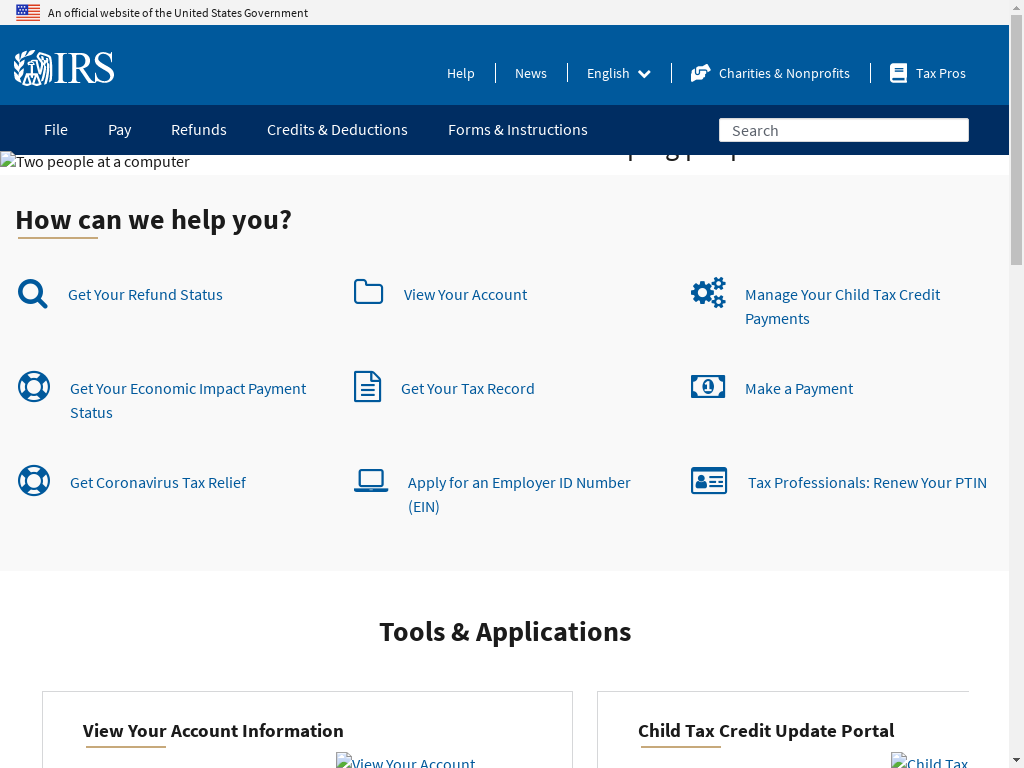 An official website of the United States Government
IRS
Help
News
English
Charities & Nonprofits
Tax Pros
File
Pay
Refunds
Credits & Deductions
Forms & Instructions
Search
Two people at a computer
How can we help you?
Get Your Refund Status
View Your Account
Manage Your Child Tax Credit
Payments
Get Your Economic Impact Payment
Status
Get Your Tax Record
1
Make a Payment
Get Coronavirus Tax Relief
Apply for an Employer ID Number
(EIN)
Tax Professionals: Renew Your PTIN
Tools & Applications
View Your Account Information
Child Tax Credit Update Portal
View Your Account
Child Tax